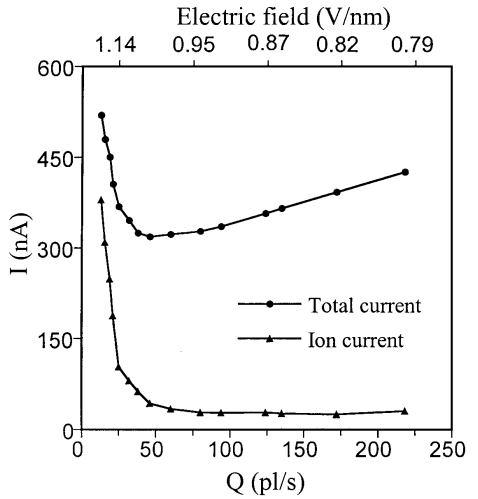 Electric field (V/nm)
1.14 0.95 0.87 0.82 0.79
600
450
300
150
0
I (nA)
Total current
Ion current
0 50 100 150 200 250
Q (pl/s)